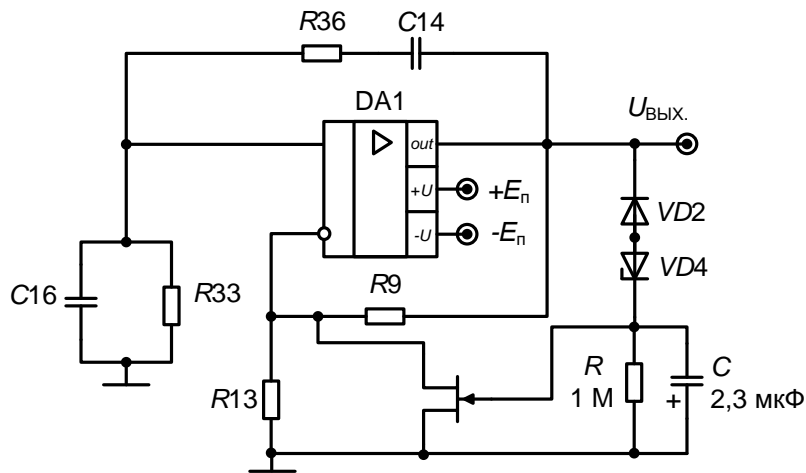 R36
C14
DA1
Uвых.
out
+U
+Eп
-U
-Eп
VD2
VD4
C16
R33
R9
R13
R
1 М
C
2,3 мкФ
+